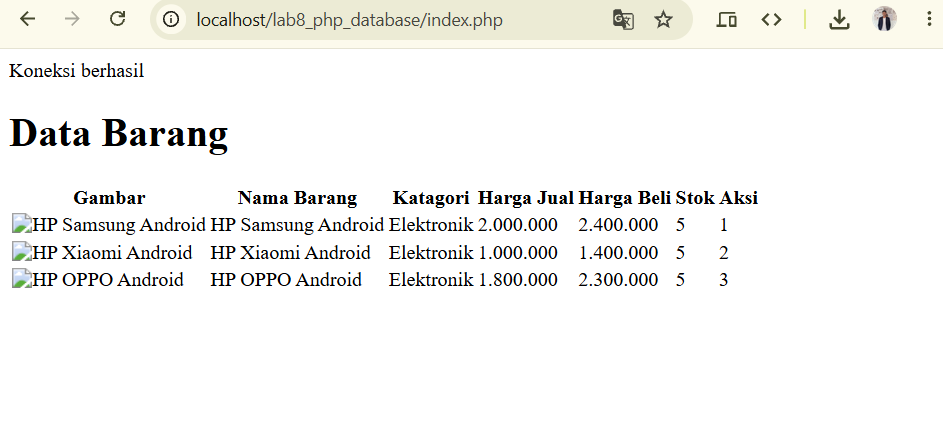 localhost/lab8_php_database/index.php
Koneksi berhasil
Data Barang
Gambar Nama Barang Katagori Harga Jual Harga Beli Stok Aksi
HP Samsung Android HP Samsung Android Elektronik 2.000.000 2.400.000 5 1
HP Xiaomi Android HP Xiaomi Android Elektronik 1.000.000 1.400.000 5 2
HP OPPO Android HP OPPO Android Elektronik 1.800.000 2.300.000 5 3